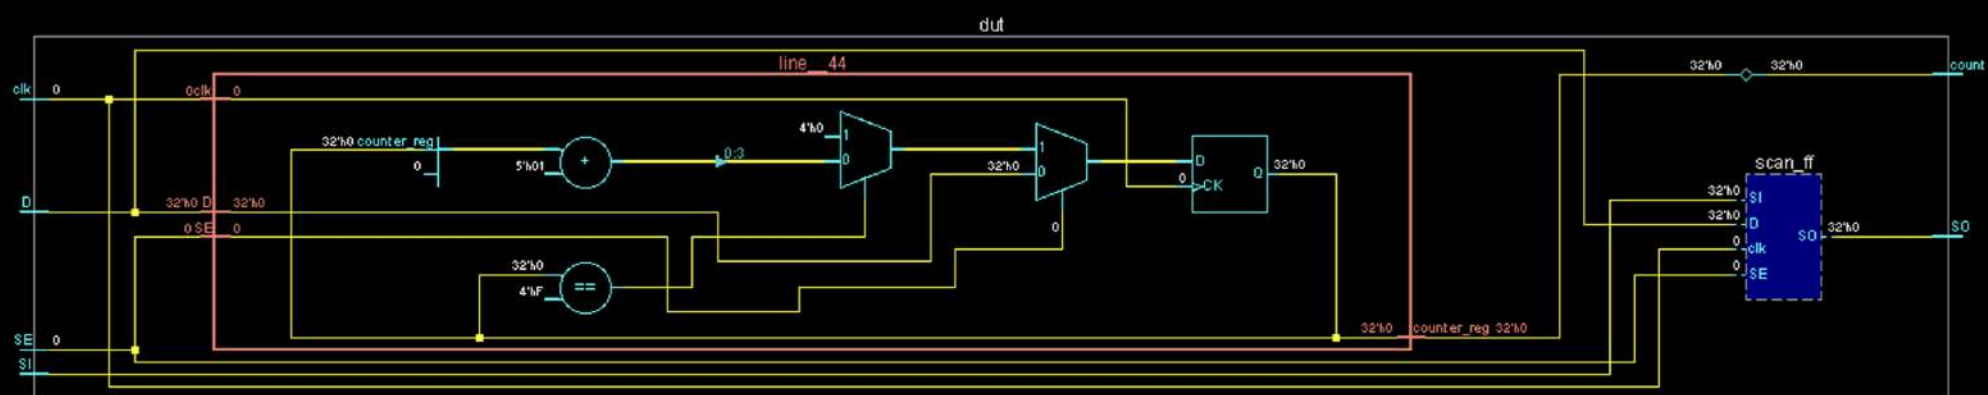 dut
line__44
32'h0 32'h0 count
clk 0 0clk 0
4'h0 1
32'h0 counter_reg 0:3 1
0 5'h01 + 0 32'h0 0 D Q 32'h0
0 CK
scan_ff
32'h0 SI
D 32'h0 D 32'h0 32'h0 D
0 SE 0 0 SO 32'h0 SO
0 clk
32'h0 0 SE
4'hF ==
32'h0 counter_reg 32'h0
SE 0
SI